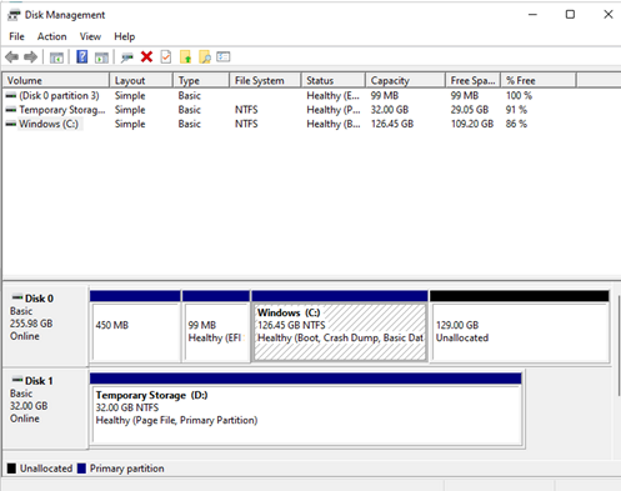 Disk Management
File Action View Help
Volume Layout Type File System Status Capacity Free Spa... % Free
(Disk 0 partition 3) Simple Basic Healthy (E... 99 MB 99 MB 100 %
Temporary Storag... Simple Basic NTFS Healthy (P... 32.00 GB 29.05 GB 91 %
Windows (C:) Simple Basic NTFS Healthy (B... 126.45 GB 109.20 GB 86 %
Disk 0
Basic
255.98 GB
Online
450 MB
99 MB
Healthy (EFI
Windows (C:)
126.45 GB NTFS
Healthy (Boot, Crash Dump, Basic Dat
129.00 GB
Unallocated
Disk 1
Basic
32.00 GB
Online
Temporary Storage (D:)
32.00 GB NTFS
Healthy (Page File, Primary Partition)
Unallocated Primary partition